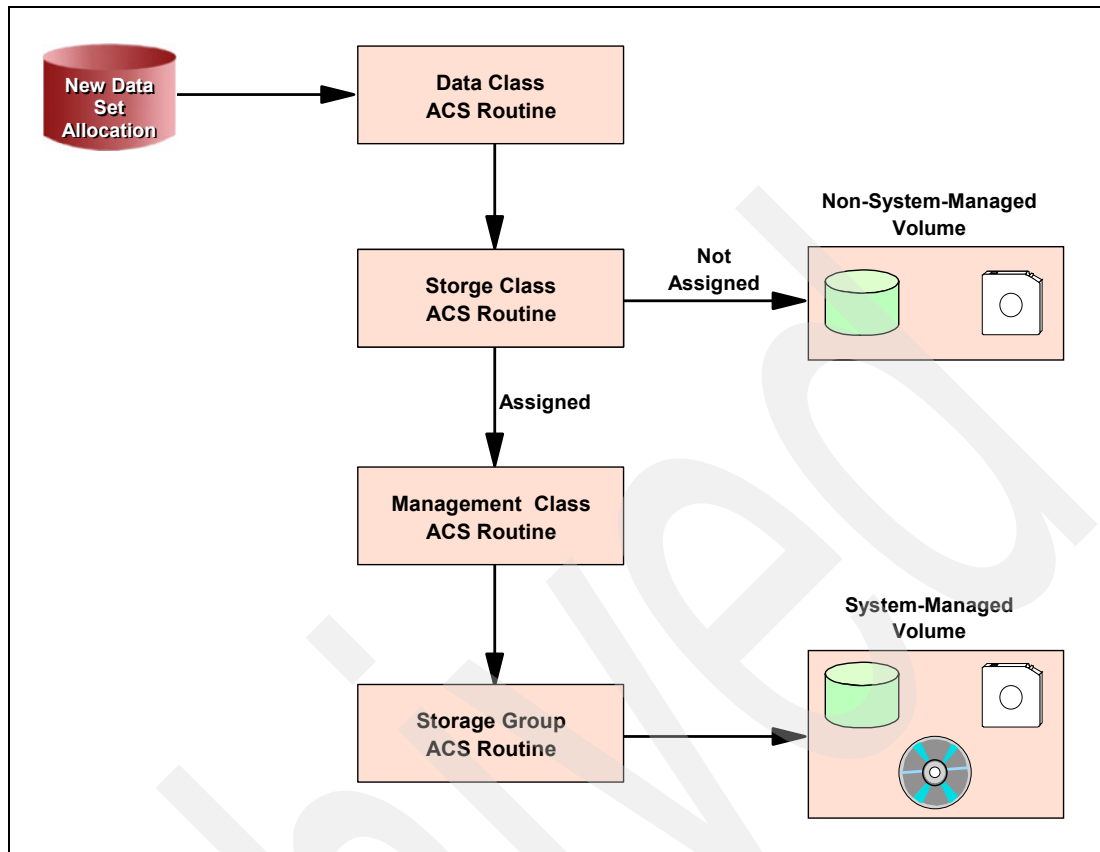 New Data
Set
Allocation
Data Class
ACS Routine
Non-System-Managed
Volume
Storge Class
ACS Routine
Not
Assigned
Assigned
Management Class
ACS Routine
System-Managed
Volume
Storage Group
ACS Routine